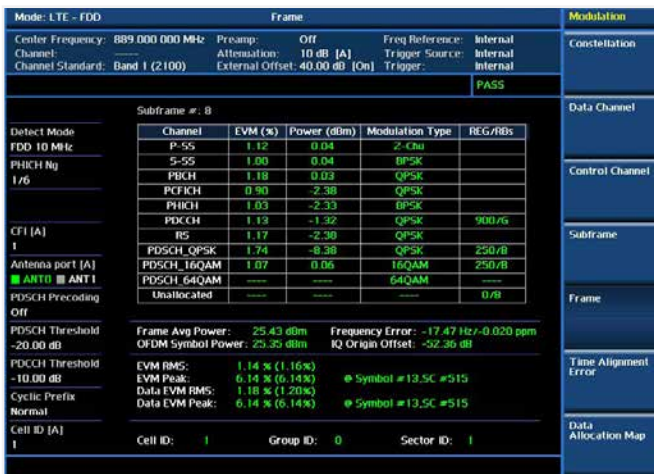 Mode: LTE - FDD Frame Modulation
Center Frequency: 889.000 000 MHz Preamp: Off Freq Reference: Internal
Channel: ----- Attenuation: 10 dB [A] Trigger Source: Internal
Channel Standard: Band 1 (2100) External Offset: 40.00 dB [On] Trigger: Internal
PASS
Constellation
Data Channel
Control Channel
Subframe
Frame
Time Alignment
Error
Data
Allocation Map
Detect Mode
FDD 10 MHz
PHICH Ng
1/6
CFI [A]
1
Antenna port [A]
ANT0 ANT1
PDSCH Precoding
Off
PDSCH Threshold
-20.00 dB
PDCCH Threshold
-10.00 dB
Cyclic Prefix
Normal
Cell ID [A]
1
Subframe #: 8
Channel EVM (%) Power (dBm) Modulation Type REG/RBs
P-SS 1.12 0.04 Z-Chu
S-SS 1.00 0.04 BPSK
PBCH 1.18 0.03 QPSK
PCFICH 0.90 -2.38 QPSK
PHICH 1.03 -2.33 BPSK
PDCCH 1.13 -1.32 QPSK 900/G
RS 1.17 -2.30 QPSK
PDSCH_QPSK 1.74 -8.38 QPSK 250/8
PDSCH_16QAM 1.07 0.06 16QAM 250/8
PDSCH_64QAM ---- ---- 64QAM
Unallocated ---- ---- ---- 0/8
Frame Avg Power: 25.43 dBm Frequency Error: -17.47 Hz/-0.020 ppm
OFDM Symbol Power: 25.35 dBm IQ Origin Offset: -52.36 dB
EVM RMS: 1.14 % (1.16%)
EVM Peak: 6.14 % (6.14%) @ Symbol #13,SC #515
Data EVM RMS: 1.18 % (1.20%)
Data EVM Peak: 6.14 % (6.14%) @ Symbol #13,SC #515
Cell ID: 1 Group ID: 0 Sector ID: 1